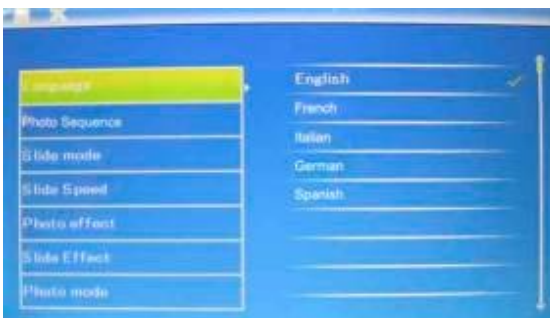 Language
Photo Sequence
Slide mode
Slide Speed
Photo effect
Slide Effect
Photo mode
English
French
Italian
German
Spanish